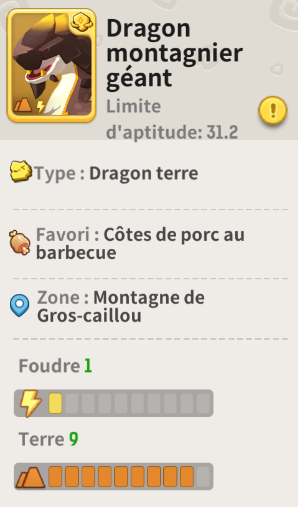 Dragon
montagnier
géant
Limite
d'aptitude: 31.2
Type : Dragon terre
Favori : Côtes de porc au
barbecue
Zone : Montagne de
Gros-caillou
Foudre 1
Terre 9